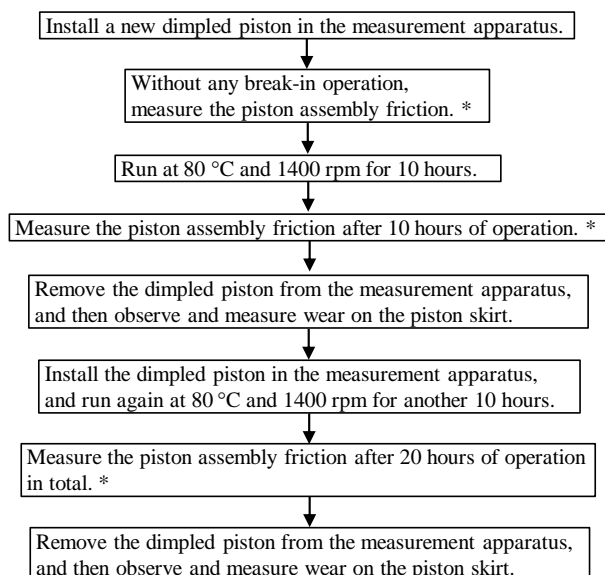 Install a new dimpled piston in the measurement apparatus.
Without any break-in operation,
measure the piston assembly friction. *
Run at 80 °C and 1400 rpm for 10 hours.
Measure the piston assembly friction after 10 hours of operation. *
Remove the dimpled piston from the measurement apparatus,
and then observe and measure wear on the piston skirt.
Install the dimpled piston in the measurement apparatus,
and run again at 80 °C and 1400 rpm for another 10 hours.
Measure the piston assembly friction after 20 hours of operation
in total. *
Remove the dimpled piston from the measurement apparatus,
and then observe and measure wear on the piston skirt.